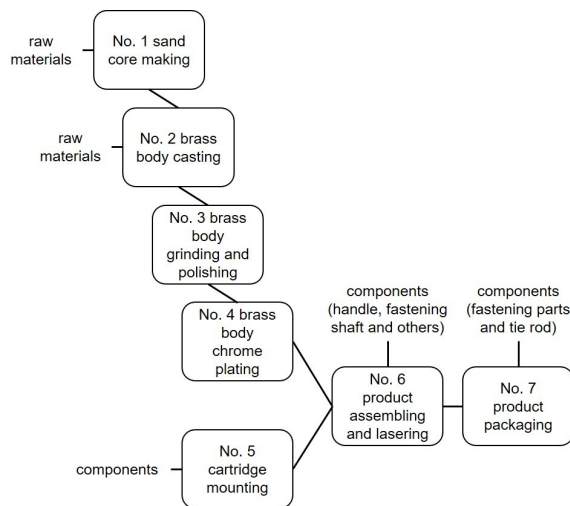 raw
materials
No. 1 sand
core making
raw
materials
No. 2 brass
body casting
No. 3 brass
body
grinding and
polishing
No. 4 brass
body
chrome
plating
components
No. 5
cartridge
mounting
components
(handle, fastening
shaft and others)
No. 6
product
assembling
and lasering
components
(fastening parts
and tie rod)
No. 7
product
packaging